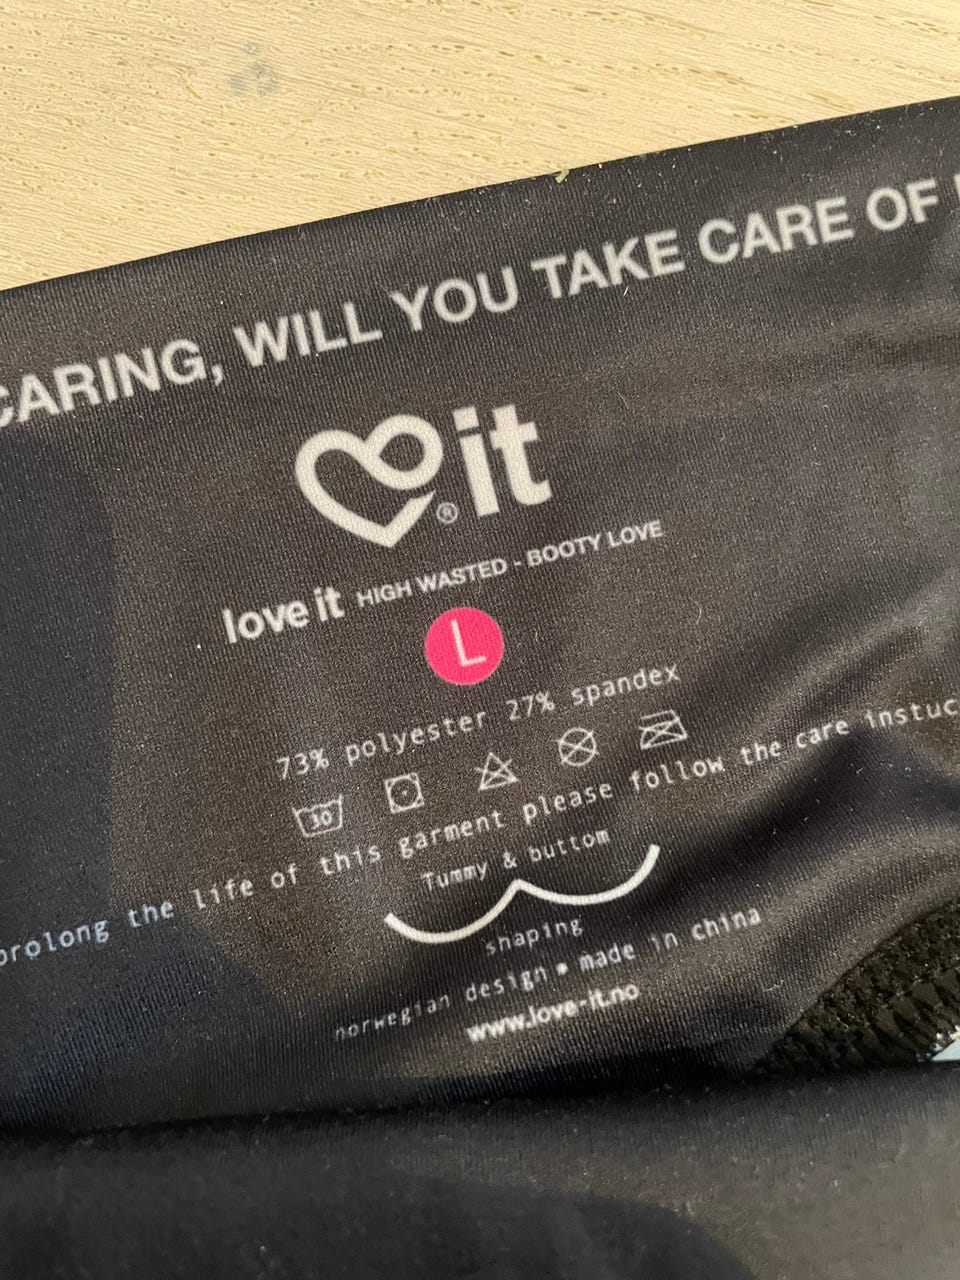 CARING, WILL YOU TAKE CARE OF
it
®
love it HIGH WASTED - BOOTY LOVE
L
73% polyester 27% spandex
30
prolong the life of this garment please follow the care instuc
Tummy & buttom
shaping
norwegian design • made in china
www.love-it.no